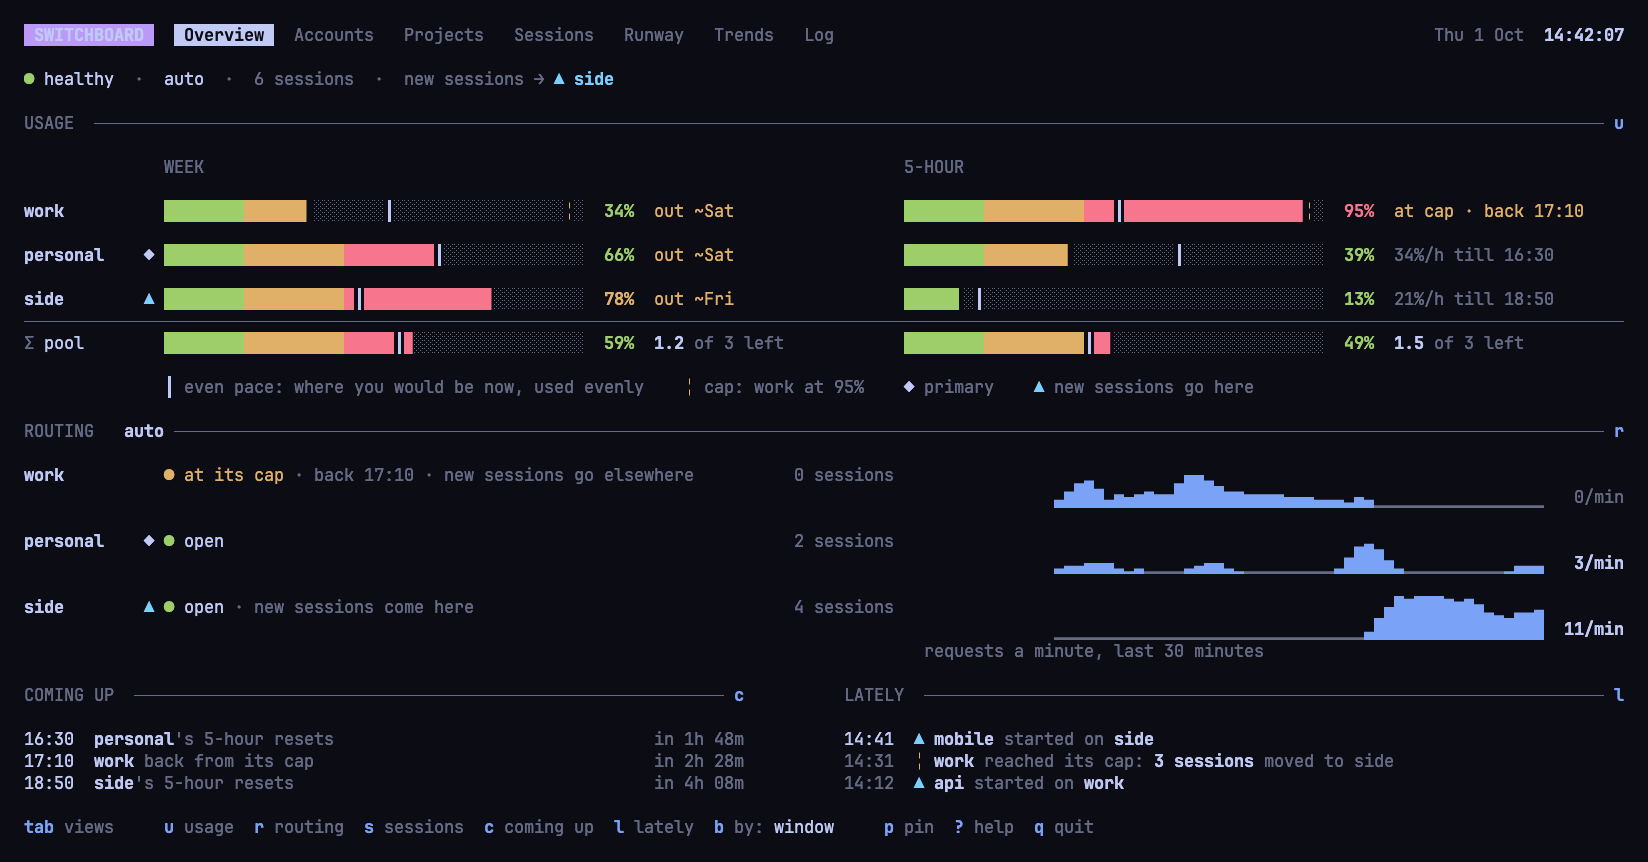 SWITCHBOARD Overview Accounts Projects Sessions Runway Trends Log Thu 1 Oct 14:42:07
● healthy · auto · 6 sessions · new sessions → ▲ side
USAGE u
WEEK 5-HOUR
work 34% out ~Sat 95% at cap · back 17:10
personal ◆ 66% out ~Sat 39% 34%/h till 16:30
side ▲ 78% out ~Fri 13% 21%/h till 18:50
Σ pool 59% 1.2 of 3 left 49% 1.5 of 3 left
┃ even pace: where you would be now, used evenly ¦ cap: work at 95% ◆ primary ▲ new sessions go here
ROUTING auto r
work ● at its cap · back 17:10 · new sessions go elsewhere 0 sessions 0/min
personal ◆ ● open 2 sessions 3/min
side ▲ ● open · new sessions come here 4 sessions 11/min
requests a minute, last 30 minutes
COMING UP c LATELY l
16:30 personal's 5-hour resets in 1h 48m 14:41 ▲ mobile started on side
17:10 work back from its cap in 2h 28m 14:31 ¦ work reached its cap: 3 sessions moved to side
18:50 side's 5-hour resets in 4h 08m 14:12 ▲ api started on work
tab views u usage r routing s sessions c coming up l lately b by: window p pin ? help q quit